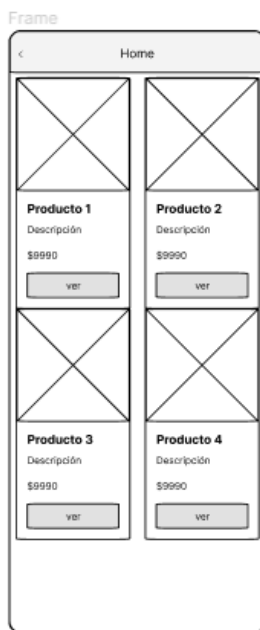 Frame
< Home
Producto 1
Descripción
$9990
ver
Producto 2
Descripción
$9990
ver
Producto 3
Descripción
$9990
ver
Producto 4
Descripción
$9990
ver